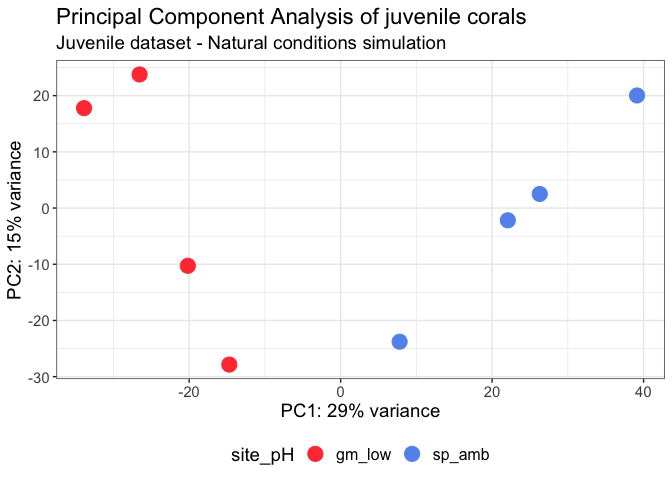 Principal Component Analysis of juvenile corals
Juvenile dataset - Natural conditions simulation
PC2: 15% variance
20
10
0
-10
-20
-30
-20
0
20
40
PC1: 29% variance
site_pH gm_low sp_amb